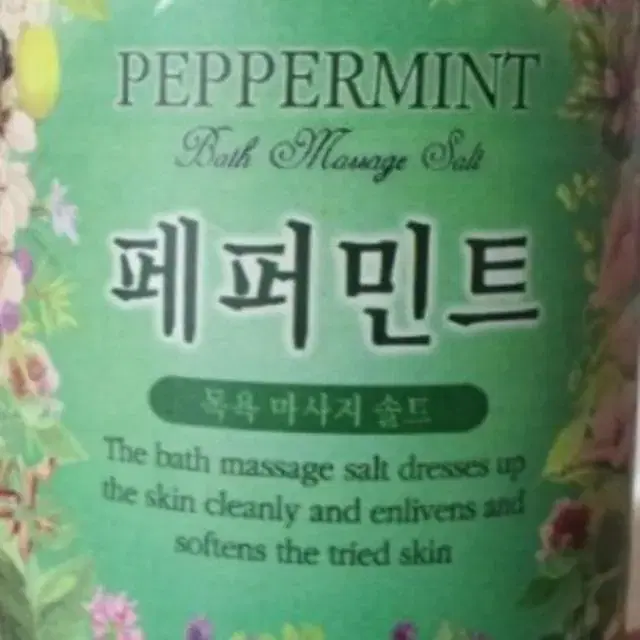 PEPPERMINT
Bath Massage Salt
페퍼민트
목욕 마사지 솔트
The bath massage salt dresses up
the skin cleanly and enlivens and
softens the tried skin